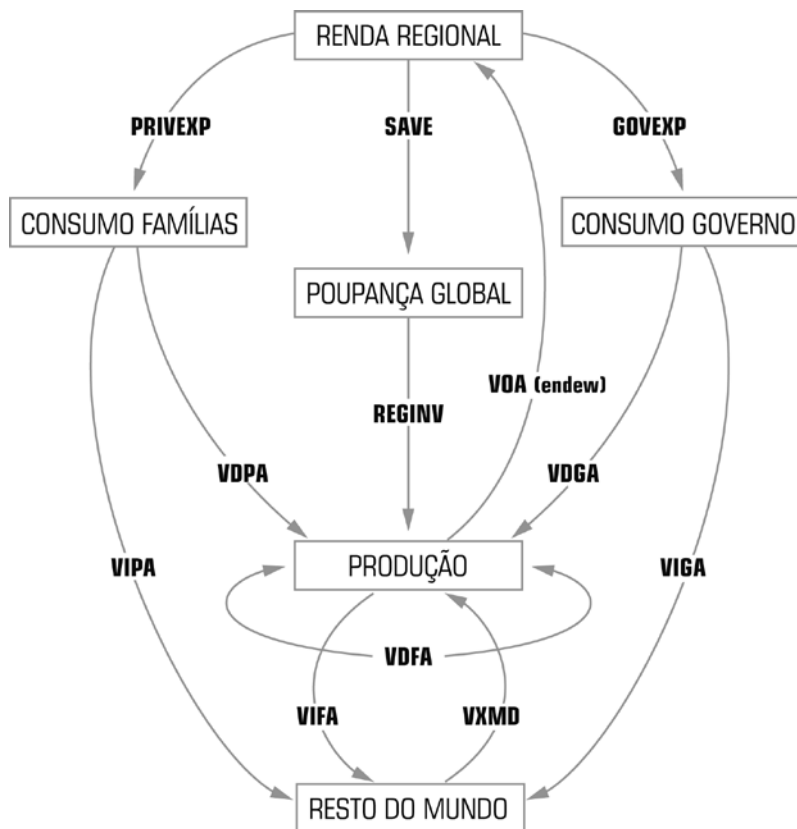 RENDA REGIONAL
PRIVEXP
SAVE
GOVEXP
CONSUMO FAMÍLIAS
CONSUMO GOVERNO
POUPANÇA GLOBAL
VOA (endew)
REGINV
VDPA
VDGA
VIPA
PRODUÇÃO
VIGA
VDFA
VIFA
VXMD
RESTO DO MUNDO